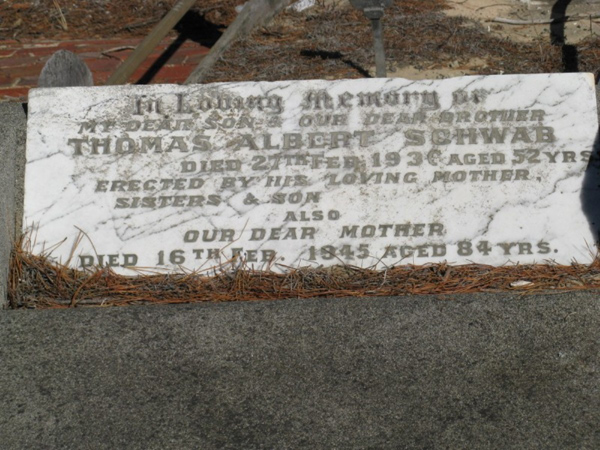 In Loving Memory of
MY DEAR SON & OUR DEAR BROTHER
THOMAS ALBERT SCHWAB
DIED 27TH FEB. 1936 AGED 52 YRS
ERECTED BY HIS LOVING MOTHER,
SISTERS & SON
ALSO
OUR DEAR MOTHER
DIED 16TH FEB. 1945 AGED 84 YRS.